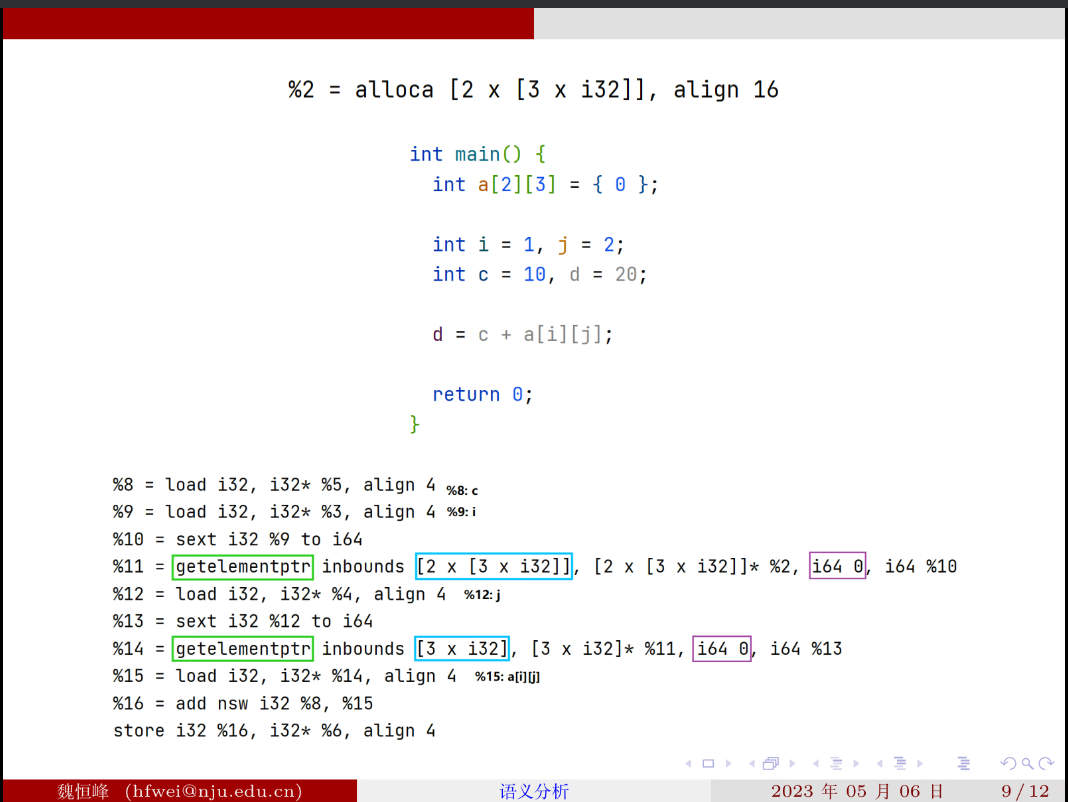 %2 = alloca [2 x [3 x i32]], align 16
int main() {
int a[2][3] = { 0 };
int i = 1, j = 2;
int c = 10, d = 20;
d = c + a[i][j];
return 0;
}
%8 = load i32, i32* %5, align 4 %8: c
%9 = load i32, i32* %3, align 4 %9: i
%10 = sext i32 %9 to i64
%11 = getelementptr inbounds [2 x [3 x i32]], [2 x [3 x i32]]* %2, i64 0, i64 %10
%12 = load i32, i32* %4, align 4 %12: j
%13 = sext i32 %12 to i64
%14 = getelementptr inbounds [3 x i32], [3 x i32]* %11, i64 0, i64 %13
%15 = load i32, i32* %14, align 4 %15: a[i][j]
%16 = add nsw i32 %8, %15
store i32 %16, i32* %6, align 4
魏恒峰 (hfwei@nju.edu.cn) 语义分析 2023 年 05 月 06 日 9 / 12